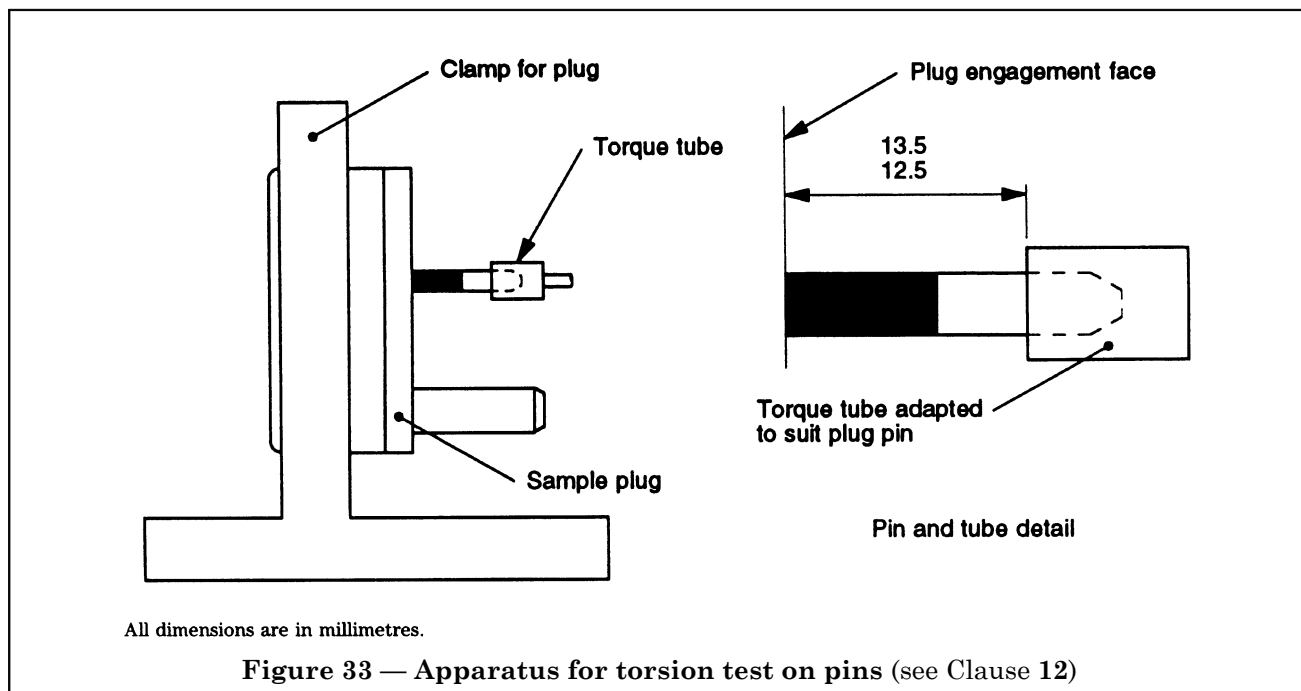 Clamp for plug
Torque tube
Sample plug
Plug engagement face
13.5
12.5
Torque tube adapted
to suit plug pin
Pin and tube detail
All dimensions are in millimetres.
Figure 33 — Apparatus for torsion test on pins (see Clause 12)